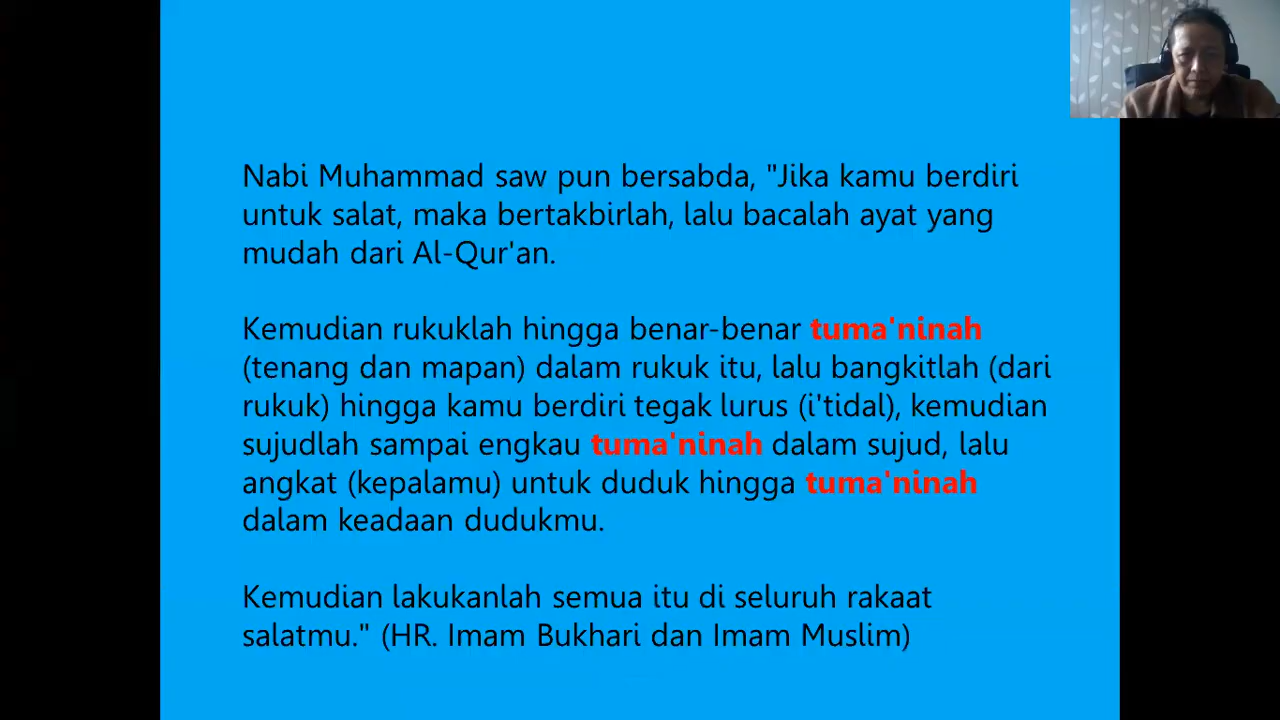 Nabi Muhammad saw pun bersabda, "Jika kamu berdiri
untuk salat, maka bertakbirlah, lalu bacalah ayat yang
mudah dari Al-Qur'an.
Kemudian rukuklah hingga benar-benar tuma'ninah
(tenang dan mapan) dalam rukuk itu, lalu bangkitlah (dari
rukuk) hingga kamu berdiri tegak lurus (i'tidal), kemudian
sujudlah sampai engkau tuma'ninah dalam sujud, lalu
angkat (kepalamu) untuk duduk hingga tuma'ninah
dalam keadaan dudukmu.
Kemudian lakukanlah semua itu di seluruh rakaat
salatmu." (HR. Imam Bukhari dan Imam Muslim)